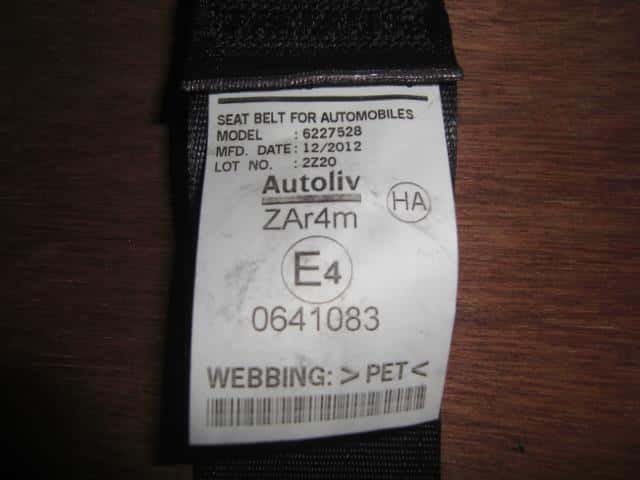 SEAT BELT FOR AUTOMOBILES
MODEL : 6227528
MFD. DATE: 12/2012
LOT NO. : 2Z20
Autoliv
HA
ZAr4m
E4
0641083
WEBBING: >PET<